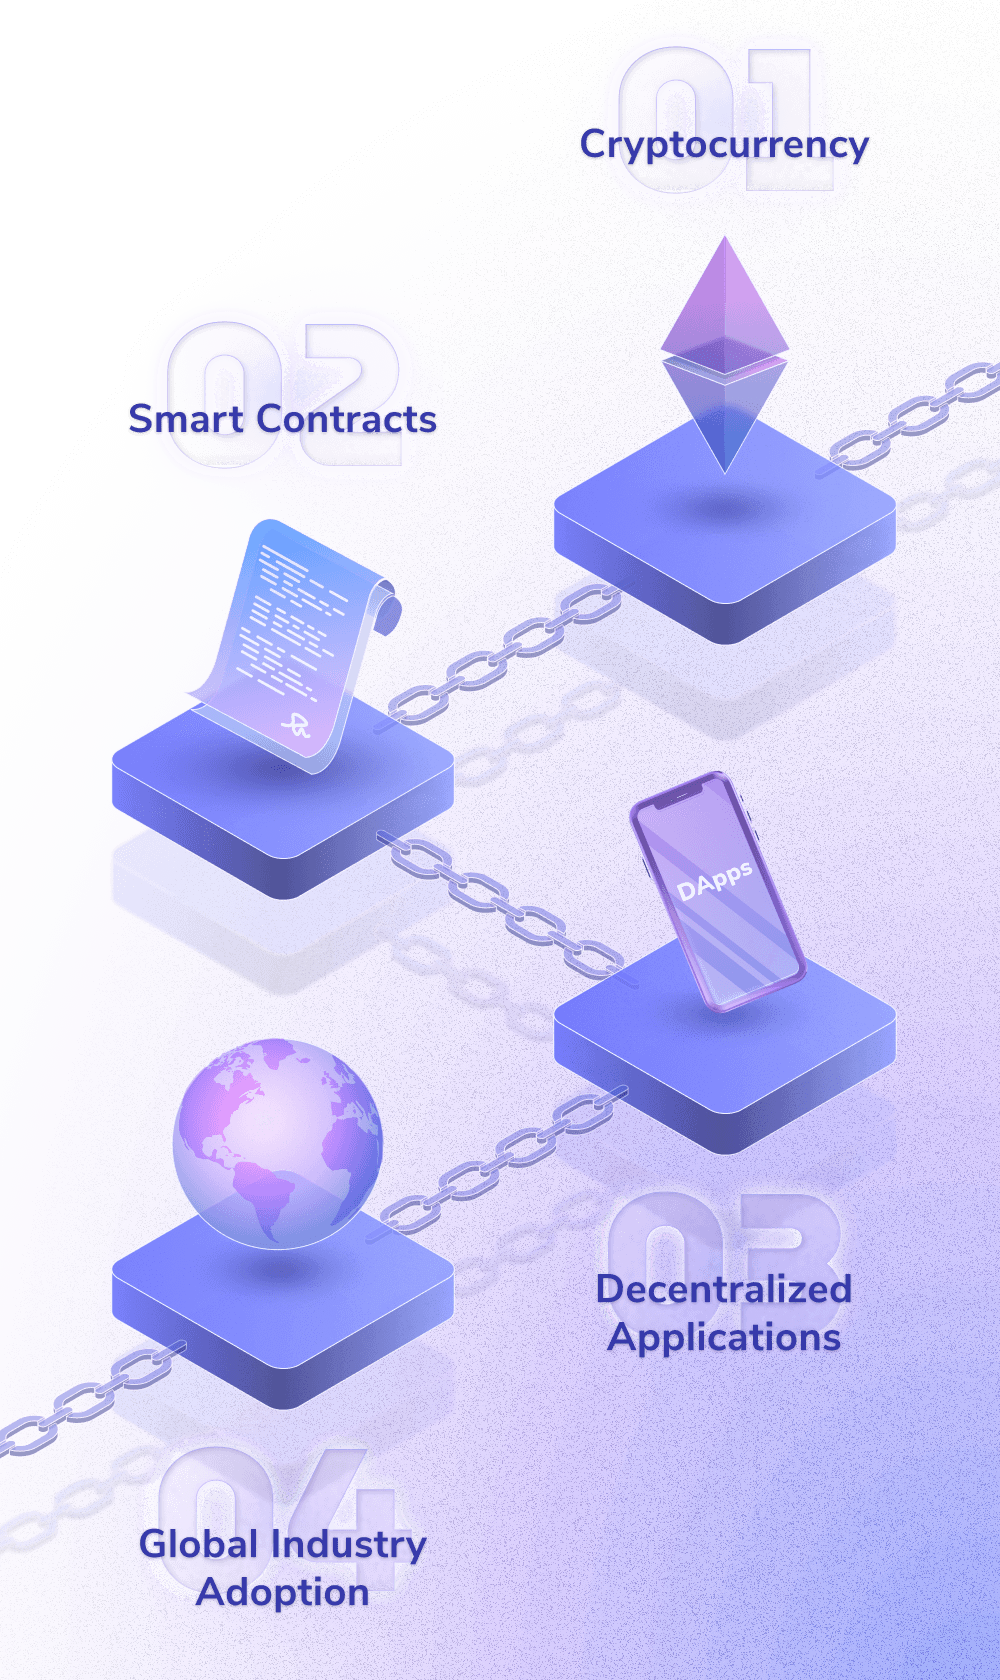 01
Cryptocurrency
02
Smart Contracts
DApps
03
Decentralized
Applications
04
Global Industry
Adoption